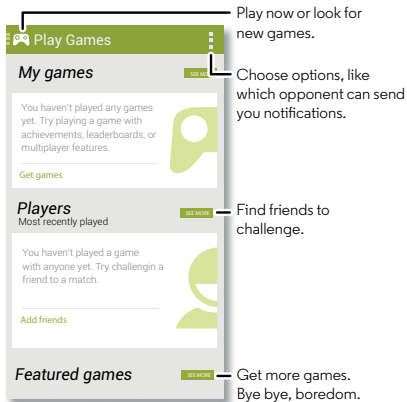 Play now or look for
new games.
Play Games
My games
SEE MORE
Choose options, like
which opponent can send
you notifications.
You haven't played any games
yet. Try playing a game with
achievements, leaderboards, or
multiplayer features.
Get games
Players
Most recently played
SEE MORE
Find friends to
challenge.
You haven't played a game
with anyone yet. Try challengin a
friend to a match.
Add friends
Featured games
SEE MORE
Get more games.
Bye bye, boredom.